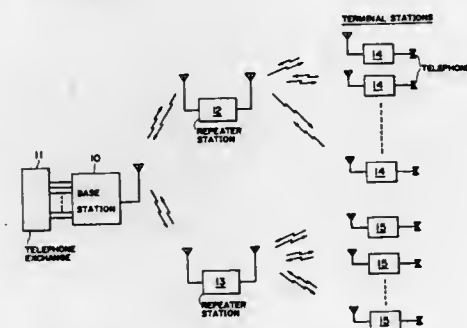 TERMINAL STATIONS
14
14
TELEPHONE
12
REPEATER
STATION
14
11
10
BASE
STATION
TELEPHONE
EXCHANGE
15
15
13
REPEATER
STATION
15